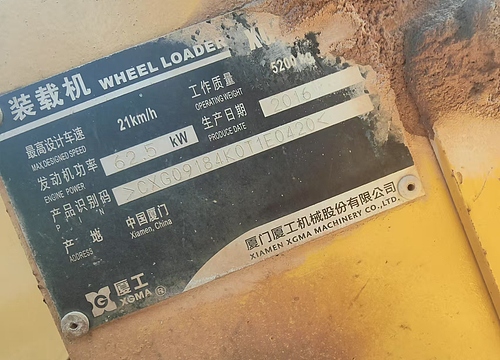 装载机 WHEEL LOADER
最高设计车速 21km/h 工作质量
MAX.DESIGNED SPEED OPERATING WEIGHT
发动机功率 62.5 kW 生产日期 2016
ENGINE POWER PRODUCE DATE
产品识别码 >CXG09184K0T1E0420<
P I N
产 地 中国厦门
ADDRESS Xiamen, China
厦工
XGMA
厦门厦工机械股份有限公司
XIAMEN XGMA MACHINERY CO.,LTD.